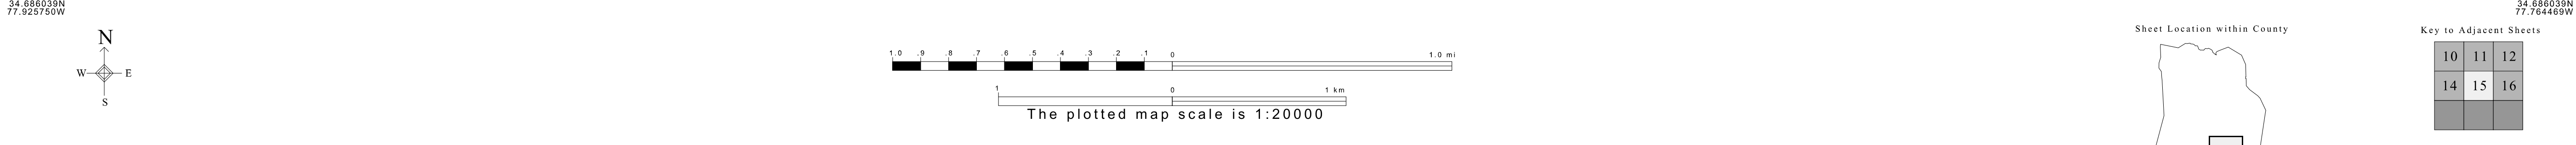 34.686039N
77.925750W
34.686039N
77.764469W
N
W E
S
1.0 .9 .8 .7 .6 .5 .4 .3 .2 .1 0 1.0 mi
1 0 1 km
The plotted map scale is 1:20000
Sheet Location within County
Key to Adjacent Sheets
10 11 12
14 15 16